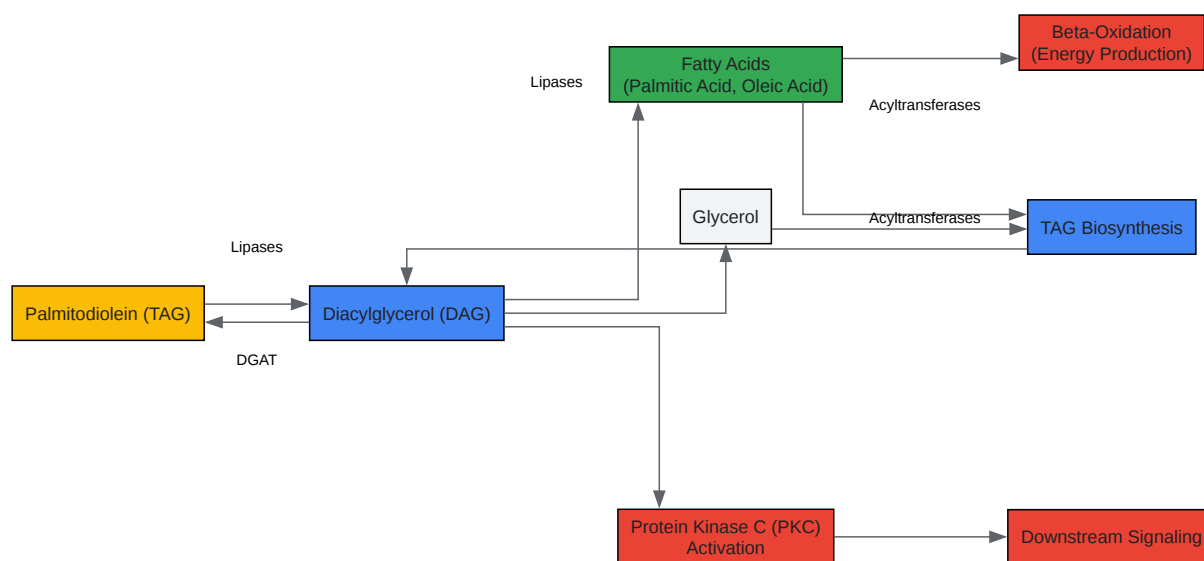 Beta-Oxidation
(Energy Production)
Fatty Acids
(Palmitic Acid, Oleic Acid)
Lipases
Acyltransferases
Glycerol
Acyltransferases
TAG Biosynthesis
Lipases
Palmitodiolein (TAG)
Diacylglycerol (DAG)
DGAT
Protein Kinase C (PKC)
Activation
Downstream Signaling